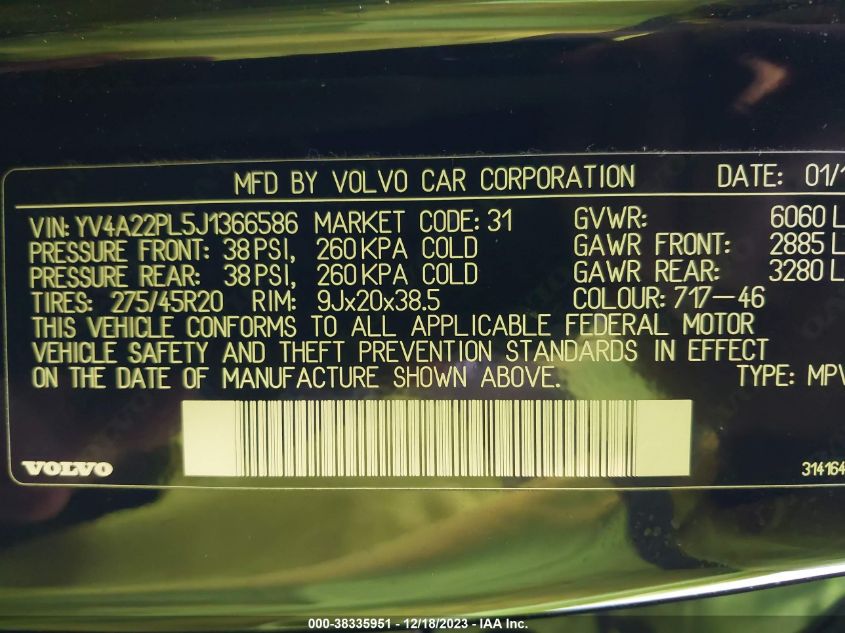 MFD BY VOLVO CAR CORPORATION DATE: 01/1
VIN: YV4A22PL5J1366586 MARKET CODE: 31 GVWR: 6060 L
PRESSURE FRONT: 38 PSI, 260 KPA COLD GAWR FRONT: 2885 L
PRESSURE REAR: 38 PSI, 260 KPA COLD GAWR REAR: 3280 L
TIRES: 275/45R20 RIM: 9Jx20x38.5 COLOUR: 717-46
THIS VEHICLE CONFORMS TO ALL APPLICABLE FEDERAL MOTOR
VEHICLE SAFETY AND THEFT PREVENTION STANDARDS IN EFFECT
ON THE DATE OF MANUFACTURE SHOWN ABOVE. TYPE: MPV
VOLVO 314164
000-38335951 - 12/18/2023 - IAA Inc.